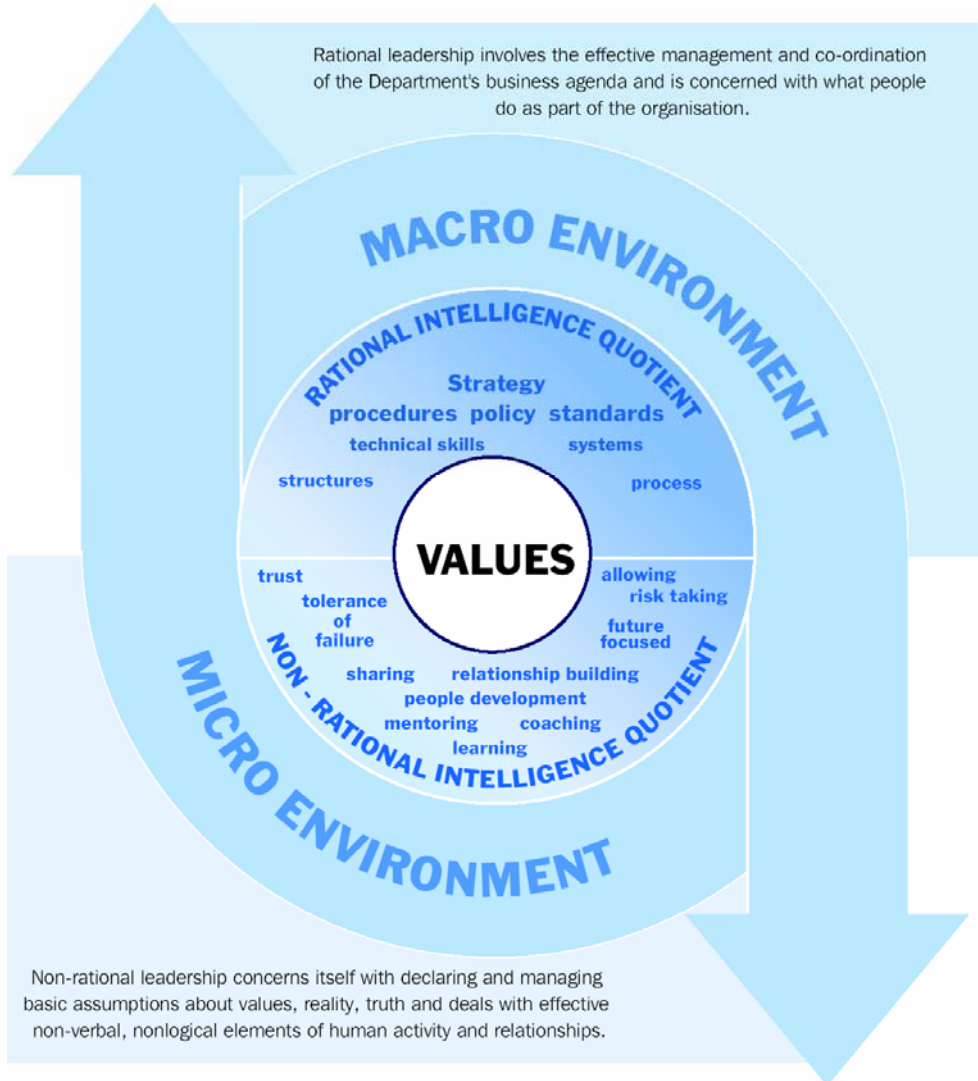 Rational leadership involves the effective management and co-ordination
of the Department's business agenda and is concerned with what people
do as part of the organisation.
MACRO ENVIRONMENT
RATIONAL INTELLIGENCE QUOTIENT
Strategy
procedures policy standards
technical skills systems
structures process
VALUES
trust
tolerance
of
failure
allowing
risk taking
future
focused
sharing relationship building
people development
mentoring coaching
learning
NON - RATIONAL INTELLIGENCE QUOTIENT
MICRO ENVIRONMENT
Non-rational leadership concerns itself with declaring and managing
basic assumptions about values, reality, truth and deals with effective
non-verbal, nonlogical elements of human activity and relationships.